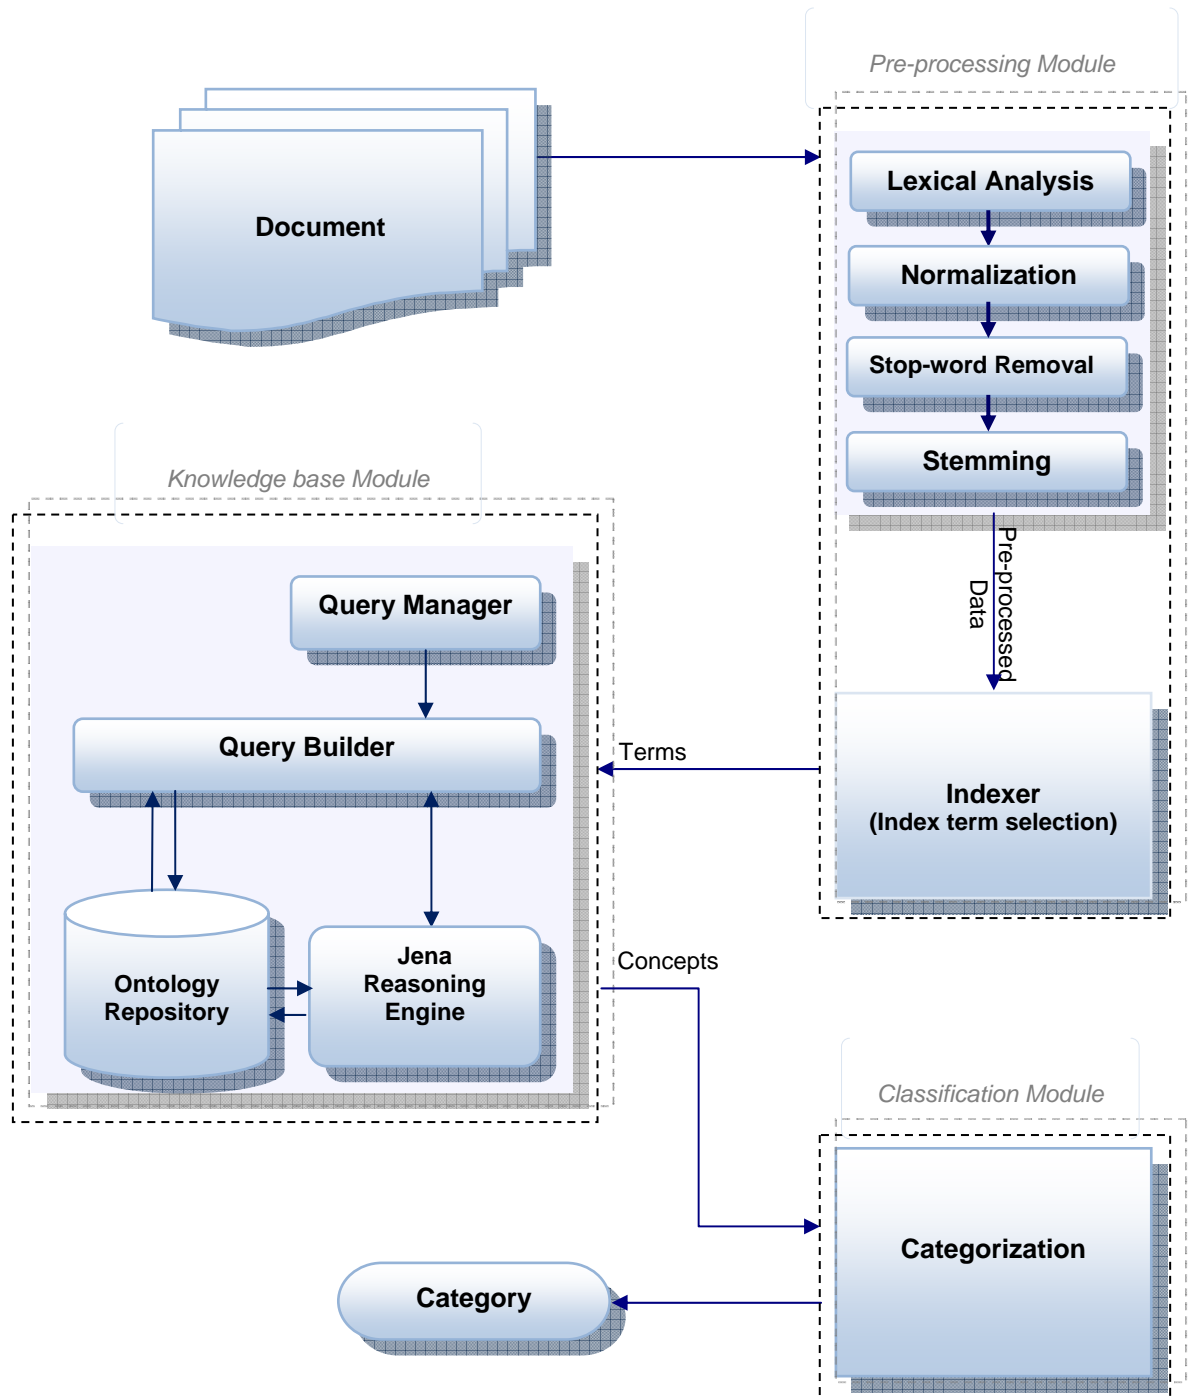 Pre-processing Module
Document
Lexical Analysis
Normalization
Stop-word Removal
Stemming
Pre-processed
Data
Indexer
(Index term selection)
Terms
Knowledge base Module
Query Manager
Query Builder
Ontology
Repository
Jena
Reasoning
Engine
Concepts
Classification Module
Categorization
Category